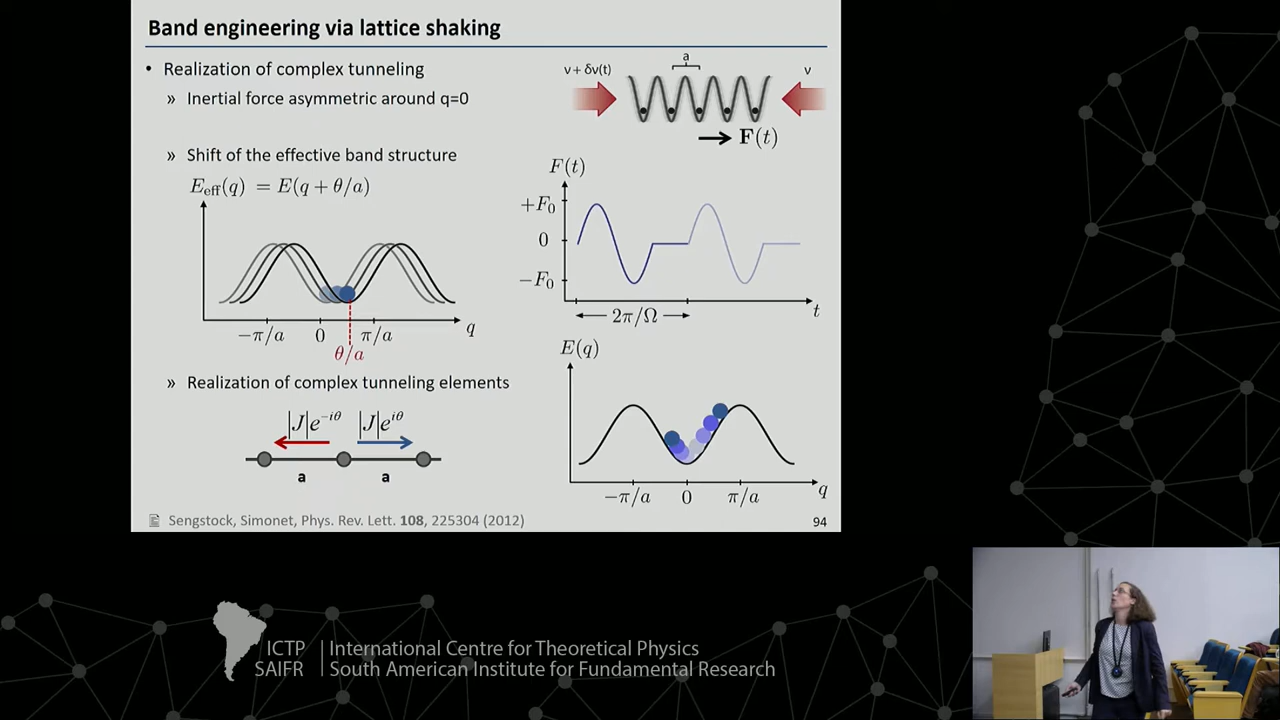 Band engineering via lattice shaking
• Realization of complex tunneling
» Inertial force asymmetric around q=0
» Shift of the effective band structure
E_eff(q) = E(q + θ/a)
−π/a 0 π/a q
θ/a
» Realization of complex tunneling elements
|J|e^{−iθ} |J|e^{iθ}
a a
ν + δν(t) a ν
F(t)
F(t)
+F₀
0
−F₀
2π/Ω t
E(q)
−π/a 0 π/a q
Sengstock, Simonet, Phys. Rev. Lett. 108, 225304 (2012)
94
ICTP | International Centre for Theoretical Physics
SAIFR | South American Institute for Fundamental Research